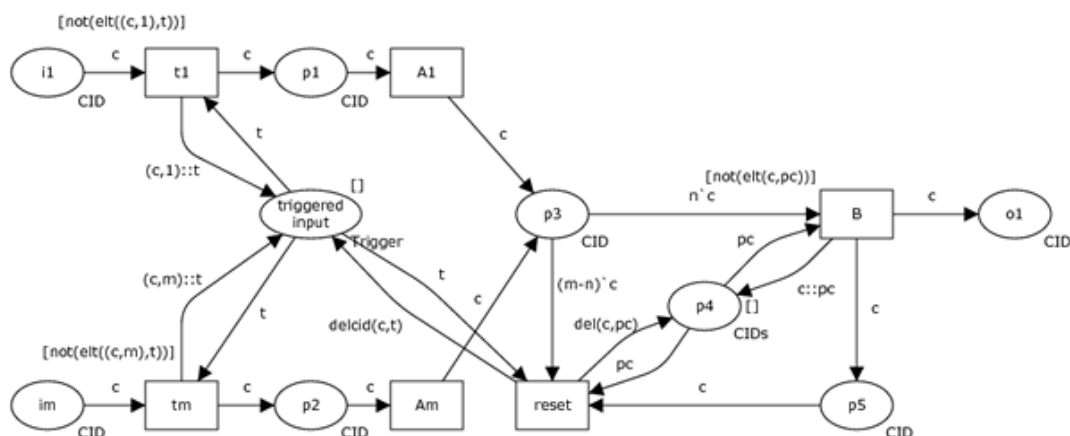 [not(elt((c,1),t))]
i1
c
t1
c
p1
c
A1
CID
CID
t
c
(c,1)::t
[]
triggered
input
Trigger
p3
CID
n`c
[not(elt(c,pc))]
B
c
o1
CID
pc
(c,m)::t
t
t
c
(m-n)`c
p4
[]
CIDs
c::pc
c
delcid(c,t)
del(c,pc)
pc
[not(elt((c,m),t))]
im
c
tm
c
p2
c
Am
reset
c
p5
CID
CID
CID